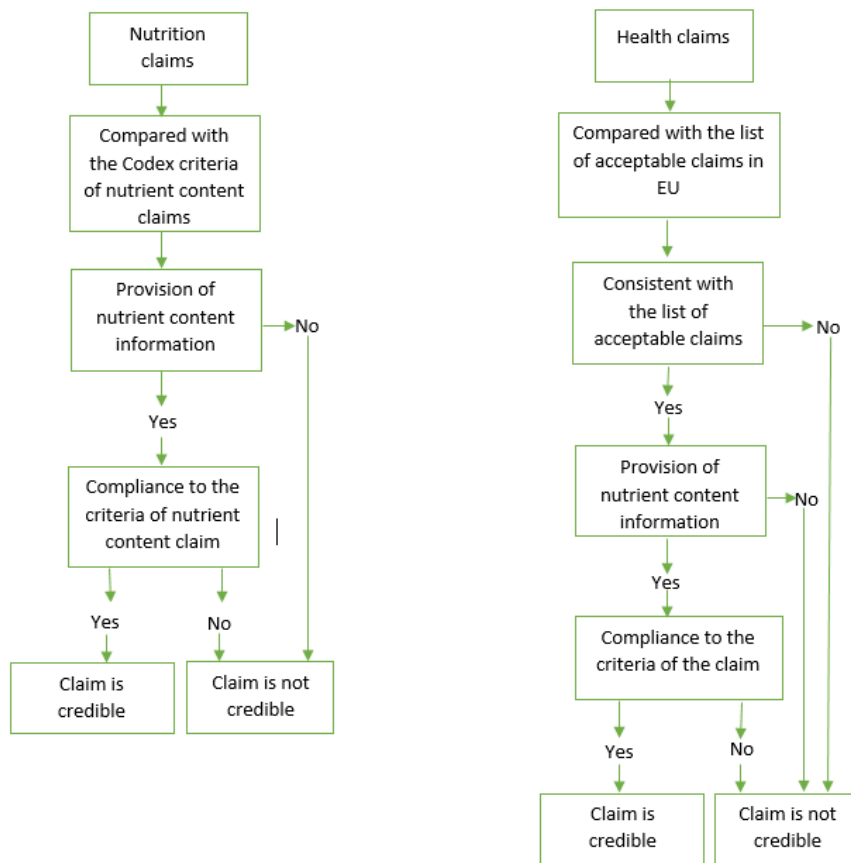 Nutrition
claims
Compared with
the Codex criteria
of nutrient content
claims
Provision of
nutrient content
information
No
Yes
Compliance to the
criteria of nutrient
content claim
Yes
No
Claim is
credible
Claim is not
credible
Health claims
Compared with the list
of acceptable claims in
EU
Consistent with
the list of
acceptable claims
No
Yes
Provision of
nutrient content
information
No
Yes
Compliance to the
criteria of the claim
Yes
No
Claim is
credible
Claim is not
credible